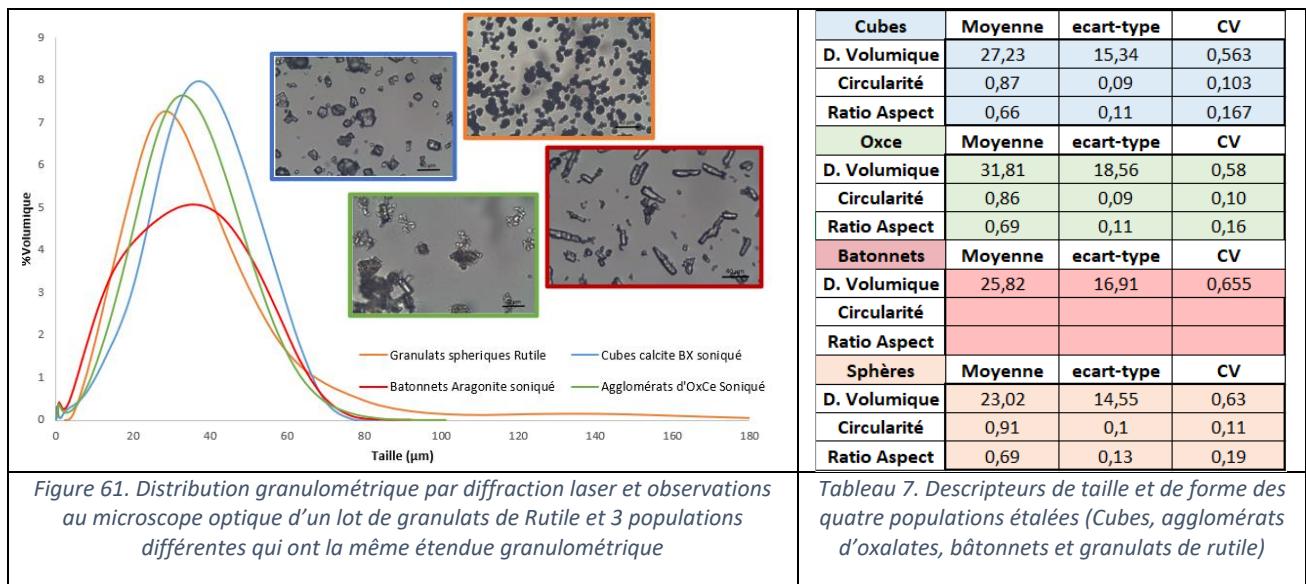 9
8
7
6
5
4
3
2
1
0
%Volumique
0 20 40 60 80 100 120 140 160 180
Taille (µm)
Granulats spheriques Rutile
Cubes calcite BX soniqué
Batonnets Aragonite soniqué
Agglomérats d'OxCe Soniqué
Cubes Moyenne ecart-type CV
D. Volumique 27,23 15,34 0,563
Circularité 0,87 0,09 0,103
Ratio Aspect 0,66 0,11 0,167
Oxce Moyenne ecart-type CV
D. Volumique 31,81 18,56 0,58
Circularité 0,86 0,09 0,10
Ratio Aspect 0,69 0,11 0,16
Batonnets Moyenne ecart-type CV
D. Volumique 25,82 16,91 0,655
Circularité
Ratio Aspect
Sphères Moyenne ecart-type CV
D. Volumique 23,02 14,55 0,63
Circularité 0,91 0,1 0,11
Ratio Aspect 0,69 0,13 0,19
Figure 61. Distribution granulométrique par diffraction laser et observations
au microscope optique d'un lot de granulats de Rutile et 3 populations
différentes qui ont la même étendue granulométrique
Tableau 7. Descripteurs de taille et de forme des
quatre populations étalées (Cubes, agglomérats
d'oxalates, bâtonnets et granulats de rutile)